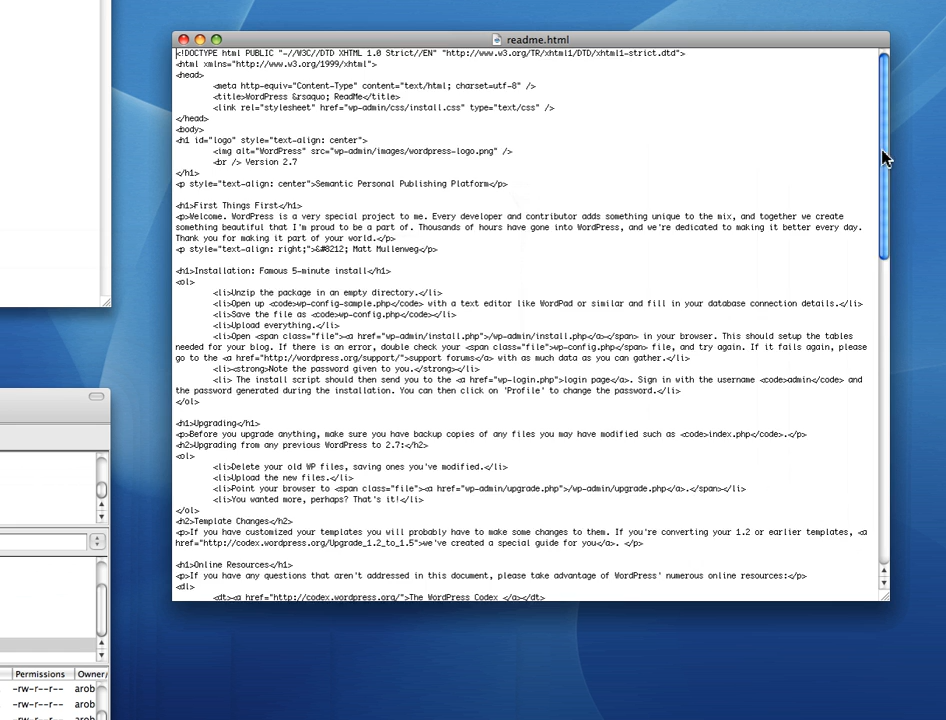 readme.html
<!DOCTYPE html PUBLIC "-//W3C//DTD XHTML 1.0 Strict//EN" "http://www.w3.org/TR/xhtml1/DTD/xhtml1-strict.dtd">
<html xmlns="http://www.w3.org/1999/xhtml">
<head>
<meta http-equiv="Content-Type" content="text/html; charset=utf-8" />
<title>WordPress &rsaquo; ReadMe</title>
<link rel="stylesheet" href="wp-admin/css/install.css" type="text/css" />
</head>
<body>
<h1 id="logo" style="text-align: center">
<img alt="WordPress" src="wp-admin/images/wordpress-logo.png" />
<br /> Version 2.7
</h1>
<p style="text-align: center">Semantic Personal Publishing Platform</p>
<h1>First Things First</h1>
<p>Welcome. WordPress is a very special project to me. Every developer and contributor adds something unique to the mix, and together we create
something beautiful that I'm proud to be a part of. Thousands of hours have gone into WordPress, and we're dedicated to making it better every day.
Thank you for making it part of your world.</p>
<p style="text-align: right;">&#8212; Matt Mullenweg</p>
<h1>Installation: Famous 5-minute install</h1>
<ol>
<li>Unzip the package in an empty directory.</li>
<li>Open up <code>wp-config-sample.php</code> with a text editor like WordPad or similar and fill in your database connection details.</li>
<li>Save the file as <code>wp-config.php</code></li>
<li>Upload everything.</li>
<li>Open <span class="file"><a href="wp-admin/install.php">/wp-admin/install.php</a></span> in your browser. This should setup the tables
needed for your blog. If there is an error, double check your <span class="file">wp-config.php</span> file, and try again. If it fails again, please
go to the <a href="http://wordpress.org/support/">support forums</a> with as much data as you can gather.</li>
<li><strong>Note the password given to you.</strong></li>
<li> The install script should then send you to the <a href="wp-login.php">login page</a>. Sign in with the username <code>admin</code> and
the password generated during the installation. You can then click on 'Profile' to change the password.</li>
</ol>
<h1>Upgrading</h1>
<p>Before you upgrade anything, make sure you have backup copies of any files you may have modified such as <code>index.php</code>.</p>
<h2>Upgrading from any previous WordPress to 2.7:</h2>
<ol>
<li>Delete your old WP files, saving ones you've modified.</li>
<li>Upload the new files.</li>
<li>Point your browser to <span class="file"><a href="wp-admin/upgrade.php">/wp-admin/upgrade.php</a>.</span></li>
<li>You wanted more, perhaps? That's it!</li>
</ol>
<h2>Template Changes</h2>
<p>If you have customized your templates you will probably have to make some changes to them. If you're converting your 1.2 or earlier templates, <a
href="http://codex.wordpress.org/Upgrade_1.2_to_1.5">we've created a special guide for you</a>. </p>
<h1>Online Resources</h1>
<p>If you have any questions that aren't addressed in this document, please take advantage of WordPress' numerous online resources:</p>
<dl>
<dt><a href="http://codex.wordpress.org/">The WordPress Codex </a></dt>
Permissions Owner/
-rw-r--r-- arob
-rw-r--r-- arob
-rw-r--r-- arob